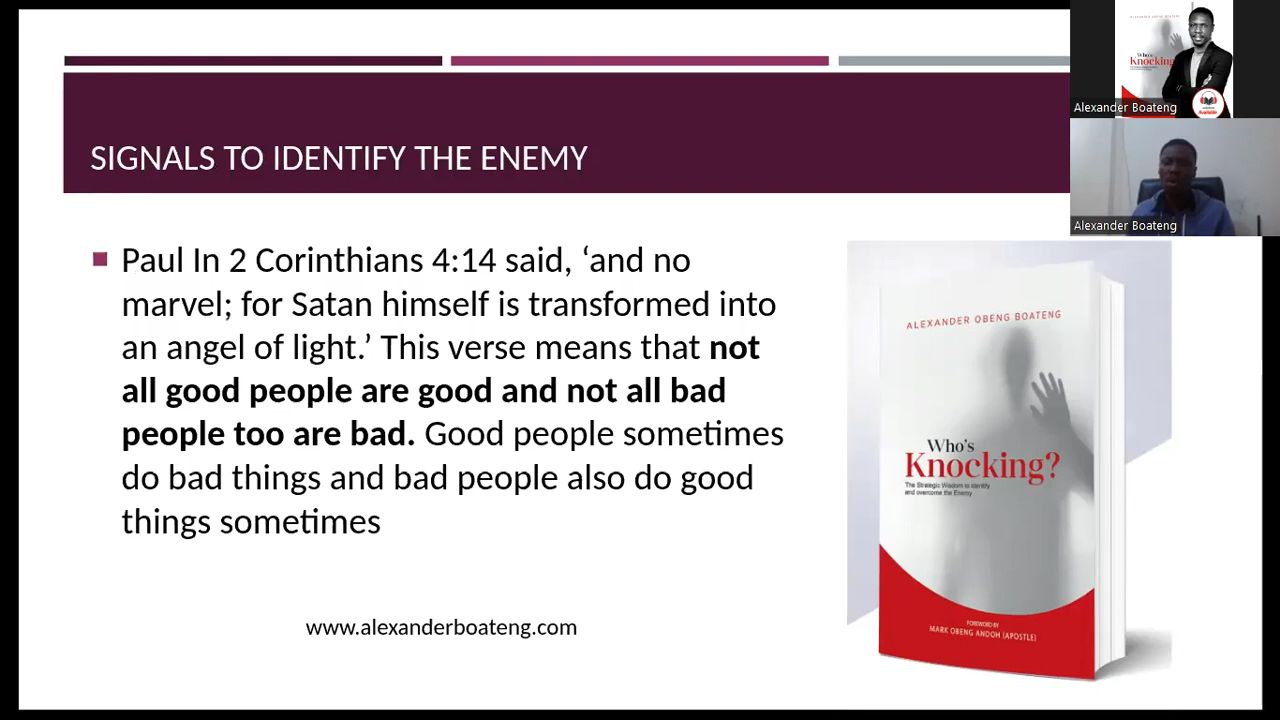 SIGNALS TO IDENTIFY THE ENEMY
Paul In 2 Corinthians 4:14 said, ‘and no
marvel; for Satan himself is transformed into
an angel of light.’ This verse means that not
all good people are good and not all bad
people too are bad. Good people sometimes
do bad things and bad people also do good
things sometimes
www.alexanderboateng.com
ALEXANDER OBENG BOATENG
Who's
Knocking?
The Strategic Wisdom to Identify
and overcome the Enemy
FOREWORD BY
MARK OBENG ANDOH (APOSTLE)
Who's
Knocking
Alexander Boateng
Available
Alexander Boateng